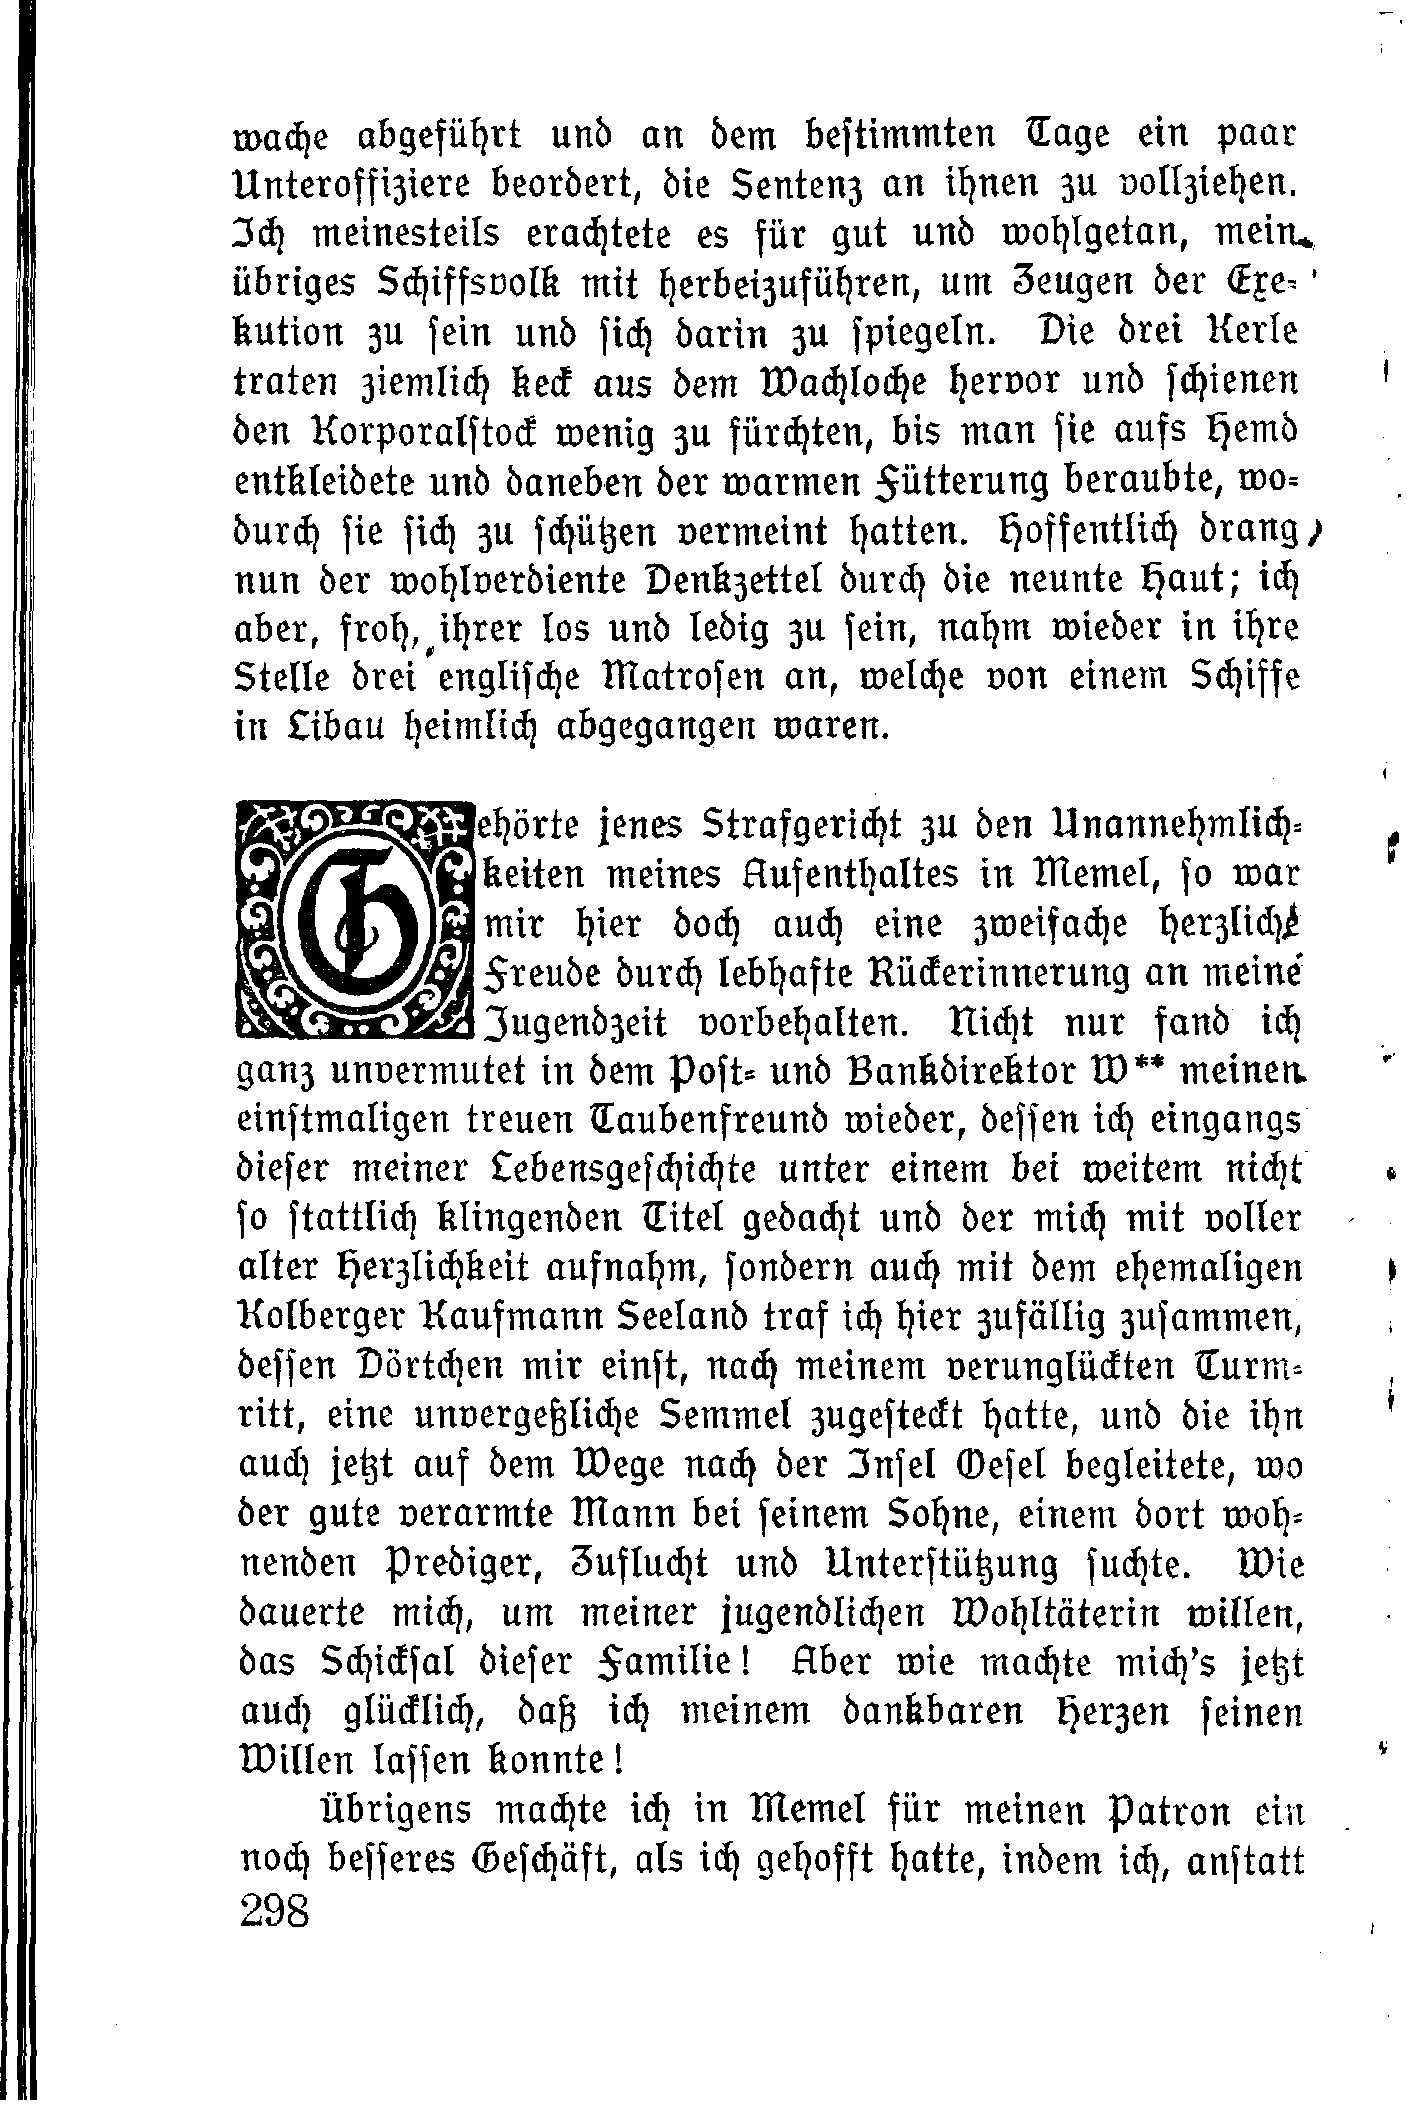 wache abgeführt und an dem bestimmten Tage ein paar
Unteroffiziere beordert, die Sentenz an ihnen zu vollziehen.
Ich meinesteils erachtete es für gut und wohlgetan, mein
übriges Schiffsvolk mit herbeizuführen, um Zeugen der Exe-
kution zu sein und sich darin zu spiegeln. Die drei Kerle
traten ziemlich keck aus dem Wachloche hervor und schienen
den Korporalstock wenig zu fürchten, bis man sie aufs Hemd
entkleidete und daneben der warmen Fütterung beraubte, wo-
durch sie sich zu schützen vermeint hatten. Hoffentlich drang
nun der wohlverdiente Denkzettel durch die neunte Haut; ich
aber, froh, ihrer los und ledig zu sein, nahm wieder in ihre
Stelle drei englische Matrosen an, welche von einem Schiffe
in Libau heimlich abgegangen waren.
Gehörte jenes Strafgericht zu den Unannehmlich-
keiten meines Aufenthaltes in Memel, so war
mir hier doch auch eine zweifache herzliche
Freude durch lebhafte Rückerinnerung an meine
Jugendzeit vorbehalten. Nicht nur fand ich
ganz unvermutet in dem Post- und Bankdirektor W** meinen
einstmaligen treuen Taubenfreund wieder, dessen ich eingangs
dieser meiner Lebensgeschichte unter einem bei weitem nicht
so stattlich klingenden Titel gedacht und der mich mit voller
alter Herzlichkeit aufnahm, sondern auch mit dem ehemaligen
Kolberger Kaufmann Seeland traf ich hier zufällig zusammen,
dessen Dörtchen mir einst, nach meinem verunglückten Turm-
ritt, eine unvergeßliche Semmel zugesteckt hatte, und die ihn
auch jetzt auf dem Wege nach der Insel Oesel begleitete, wo
der gute verarmte Mann bei seinem Sohne, einem dort woh-
nenden Prediger, Zuflucht und Unterstützung suchte. Wie
dauerte mich, um meiner jugendlichen Wohltäterin willen,
das Schicksal dieser Familie! Aber wie machte mich's jetzt
auch glücklich, daß ich meinem dankbaren Herzen seinen
Willen lassen konnte!
Übrigens machte ich in Memel für meinen Patron ein
noch besseres Geschäft, als ich gehofft hatte, indem ich, anstatt
298